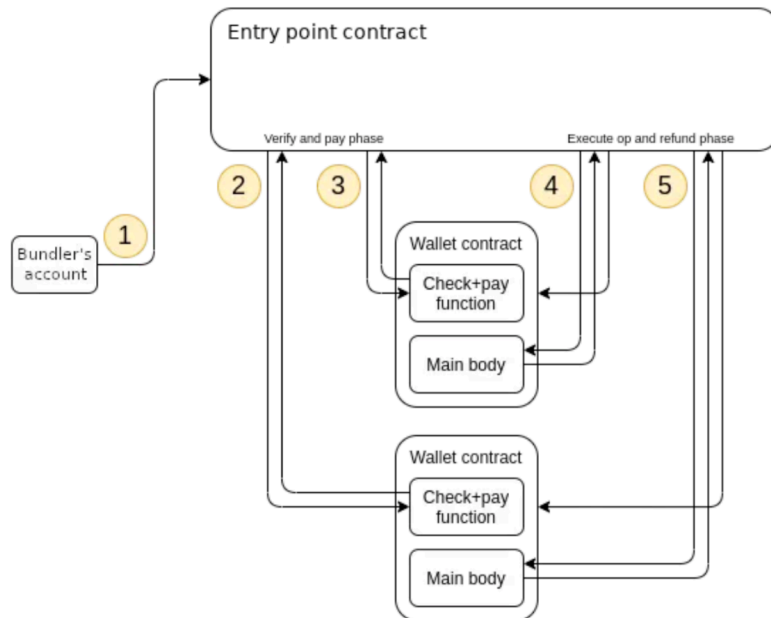 Entry point contract
Verify and pay phase
Execute op and refund phase
2
3
4
5
1
Bundler's
account
Wallet contract
Check+pay
function
Main body
Wallet contract
Check+pay
function
Main body